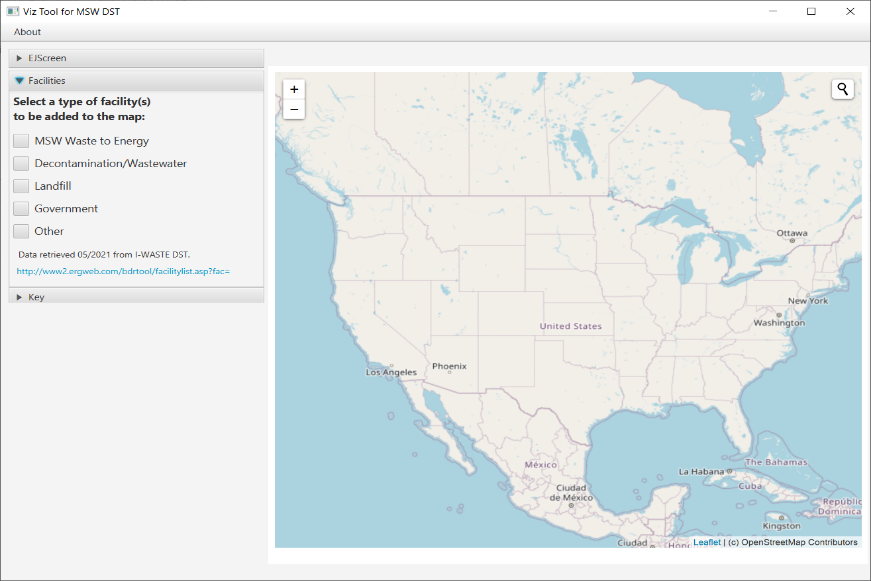 Viz Tool for MSW DST
About
EJScreen
Facilities
Select a type of facility(s)
to be added to the map:
MSW Waste to Energy
Decontamination/Wastewater
Landfill
Government
Other
Data retrieved 05/2021 from I-WASTE DST.
http://www2.ergweb.com/bdrtool/facilitylist.asp?fac=
Key
+
−
Ottawa
New York
Washington
United States
Phoenix
Los Angeles
México
Ciudad
de México
La Habana
The Bahamas
Cuba
Repúblic
Dominica
Kingston
Ciudad
Hon
Leaflet | (c) OpenStreetMap Contributors